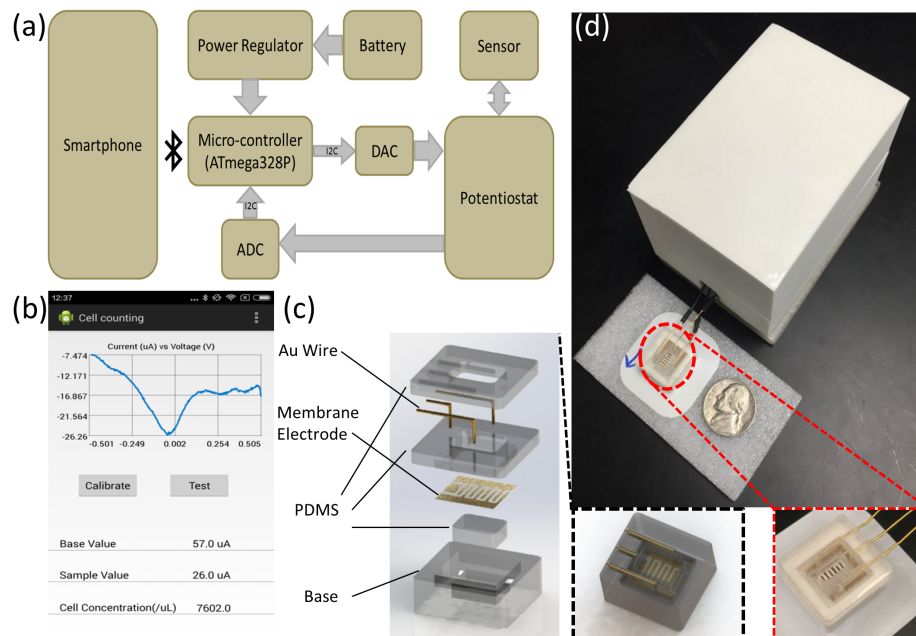 (a)
Smartphone
Power Regulator
Battery
Sensor
Micro-controller
(ATmega328P)
I2C
DAC
Potentiostat
I2C
ADC
(b)
12:37
Cell counting
Current (uA) vs Voltage (V)
-7.474
-12.171
-16.867
-21.564
-26.26
-0.501 -0.249 0.002 0.264 0.505
Calibrate
Test
Base Value 57.0 uA
Sample Value 26.0 uA
Cell Concentration(/uL) 7602.0
(c)
Au Wire
Membrane
Electrode
PDMS
Base
(d)